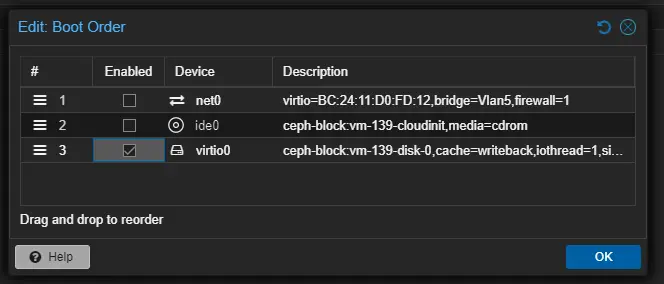 Edit: Boot Order
# Enabled Device Description
1 net0 virtio=BC:24:11:D0:FD:12,bridge=Vlan5,firewall=1
2 ide0 ceph-block:vm-139-cloudinit,media=cdrom
3 virtio0 ceph-block:vm-139-disk-0,cache=writeback,iothread=1,si...
Drag and drop to reorder
? Help OK